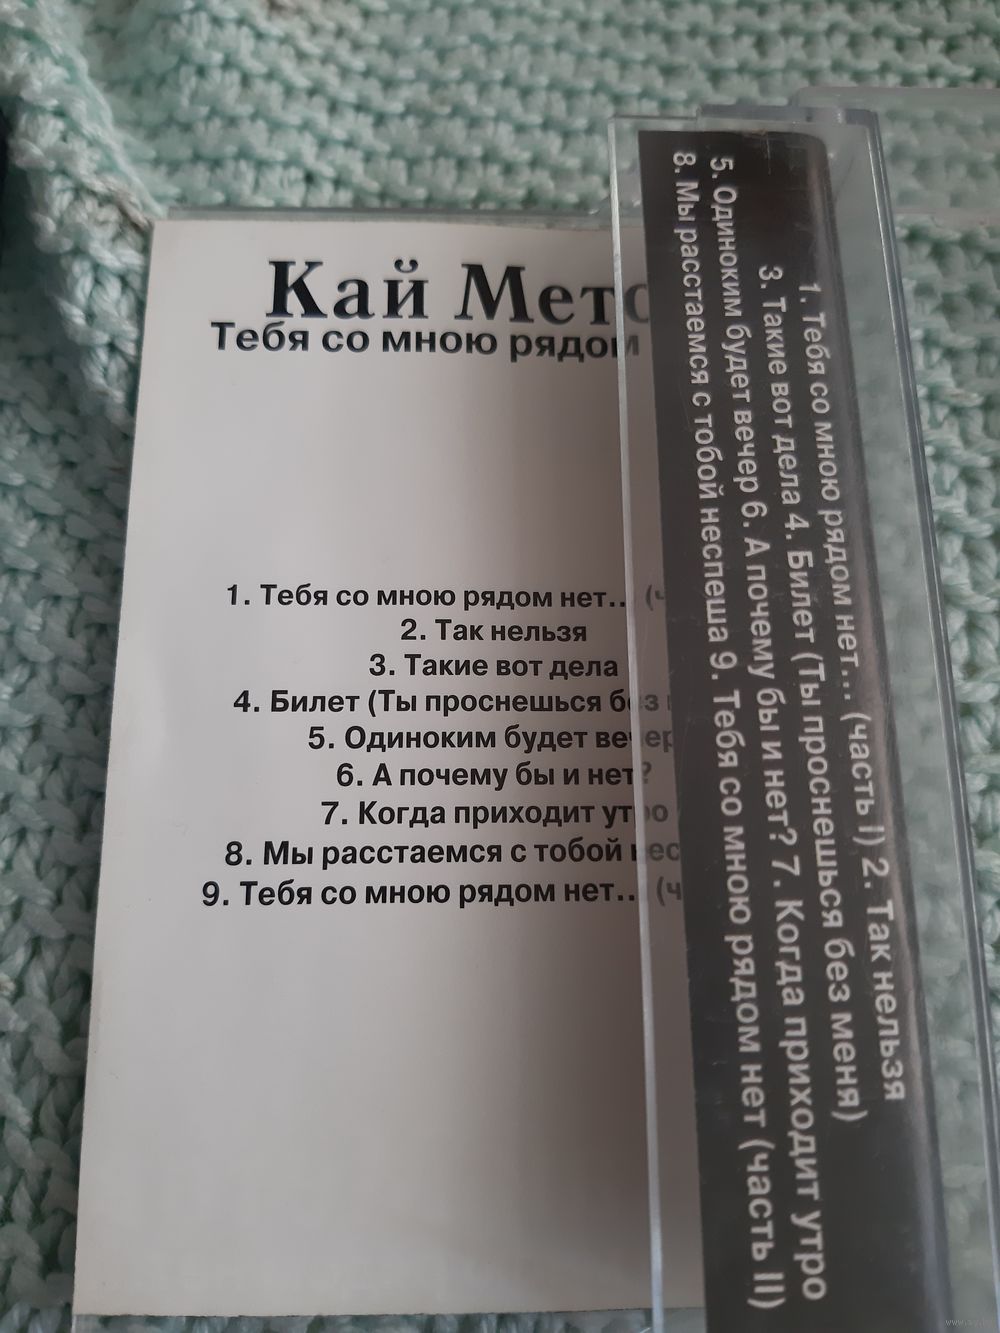 Кай Мето
Тебя со мною рядом
1. Тебя со мною рядом нет... (ч
2. Так нельзя
3. Такие вот дела
4. Билет (Ты проснешься без
5. Одиноким будет вечер
6. А почему бы и нет?
7. Когда приходит утро
8. Мы расстаемся с тобой нес
9. Тебя со мною рядом нет... (ч
1. Тебя со мною рядом нет... (часть I) 2. Так нельзя
3. Такие вот дела 4. Билет (Ты проснешься без меня)
5. Одиноким будет вечер 6. А почему бы и нет? 7. Когда приходит утро
8. Мы расстаемся с тобой неспеша 9. Тебя со мною рядом нет (часть II)